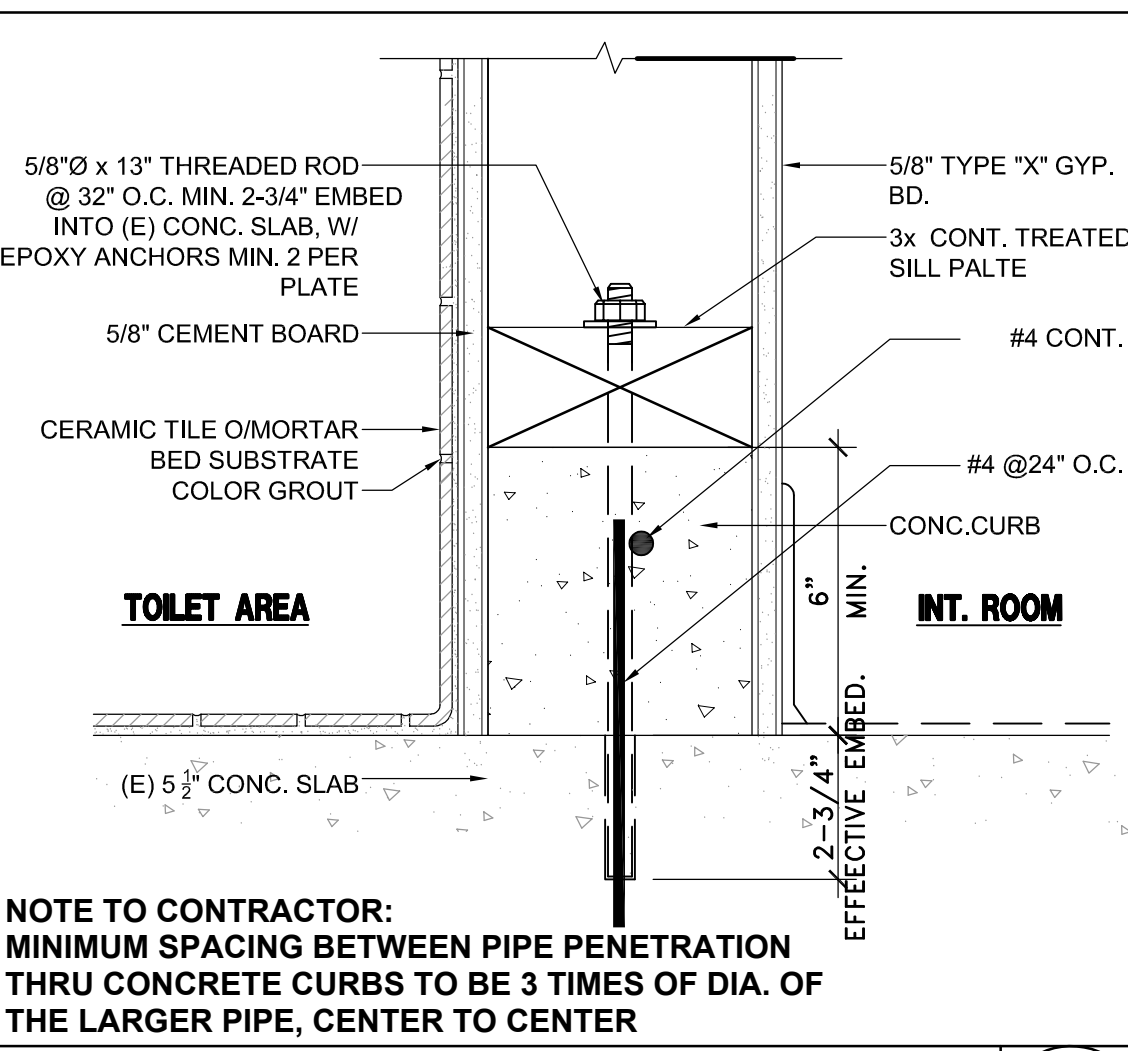 5/8"Ø x 13" THREADED ROD
@ 32" O.C. MIN. 2-3/4" EMBED
INTO (E) CONC. SLAB, W/
EPOXY ANCHORS MIN. 2 PER
PLATE
5/8" CEMENT BOARD
CERAMIC TILE O/MORTAR
BED SUBSTRATE
COLOR GROUT
TOILET AREA
(E) 5 1/2" CONC. SLAB
5/8" TYPE "X" GYP.
BD.
3x CONT. TREATED
SILL PALTE
#4 CONT.
#4 @24" O.C.
CONC.CURB
INT. ROOM
6"
MIN.
2-3/4"
EFFEECTIVE EMBED.
NOTE TO CONTRACTOR:
MINIMUM SPACING BETWEEN PIPE PENETRATION
THRU CONCRETE CURBS TO BE 3 TIMES OF DIA. OF
THE LARGER PIPE, CENTER TO CENTER